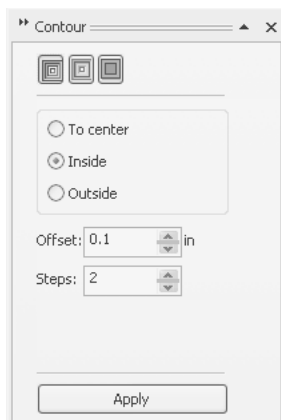 Contour
To center
Inside
Outside
Offset: 0.1 in
Steps: 2
Apply